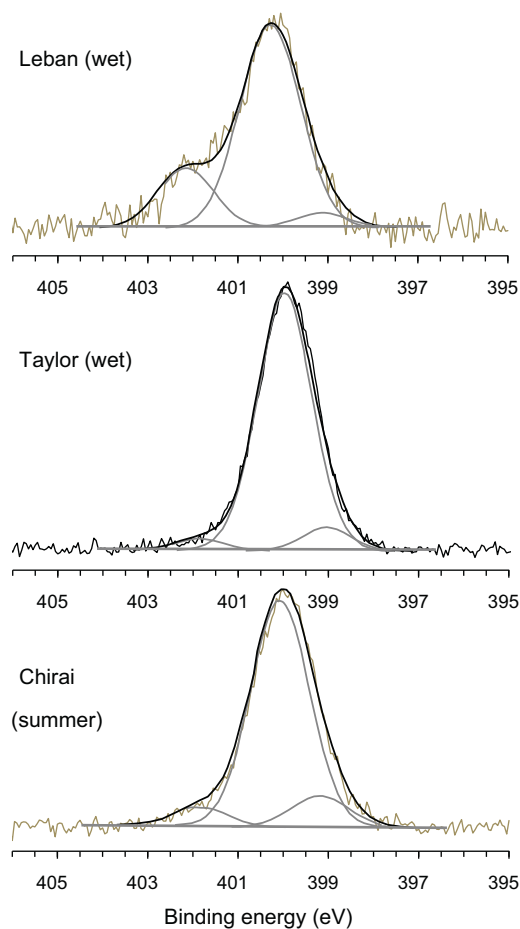 Leban (wet)
405 403 401 399 397 395
Taylor (wet)
405 403 401 399 397 395
Chirai
(summer)
405 403 401 399 397 395
Binding energy (eV)